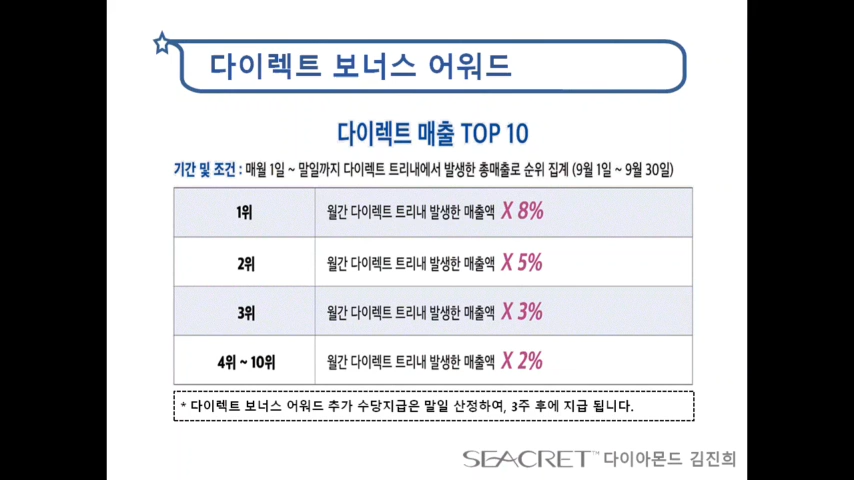 다이렉트 보너스 어워드
다이렉트 매출 TOP 10
기간 및 조건 : 매월 1일 ~ 말일까지 다이렉트 트리내에서 발생한 총매출로 순위 집계 (9월 1일 ~ 9월 30일)
1위 월간 다이렉트 트리내 발생한 매출액 X 8%
2위 월간 다이렉트 트리내 발생한 매출액 X 5%
3위 월간 다이렉트 트리내 발생한 매출액 X 3%
4위 ~ 10위 월간 다이렉트 트리내 발생한 매출액 X 2%
* 다이렉트 보너스 어워드 추가 수당지급은 말일 산정하여, 3주 후에 지급 됩니다.
SEACRET™ 다이아몬드 김진희